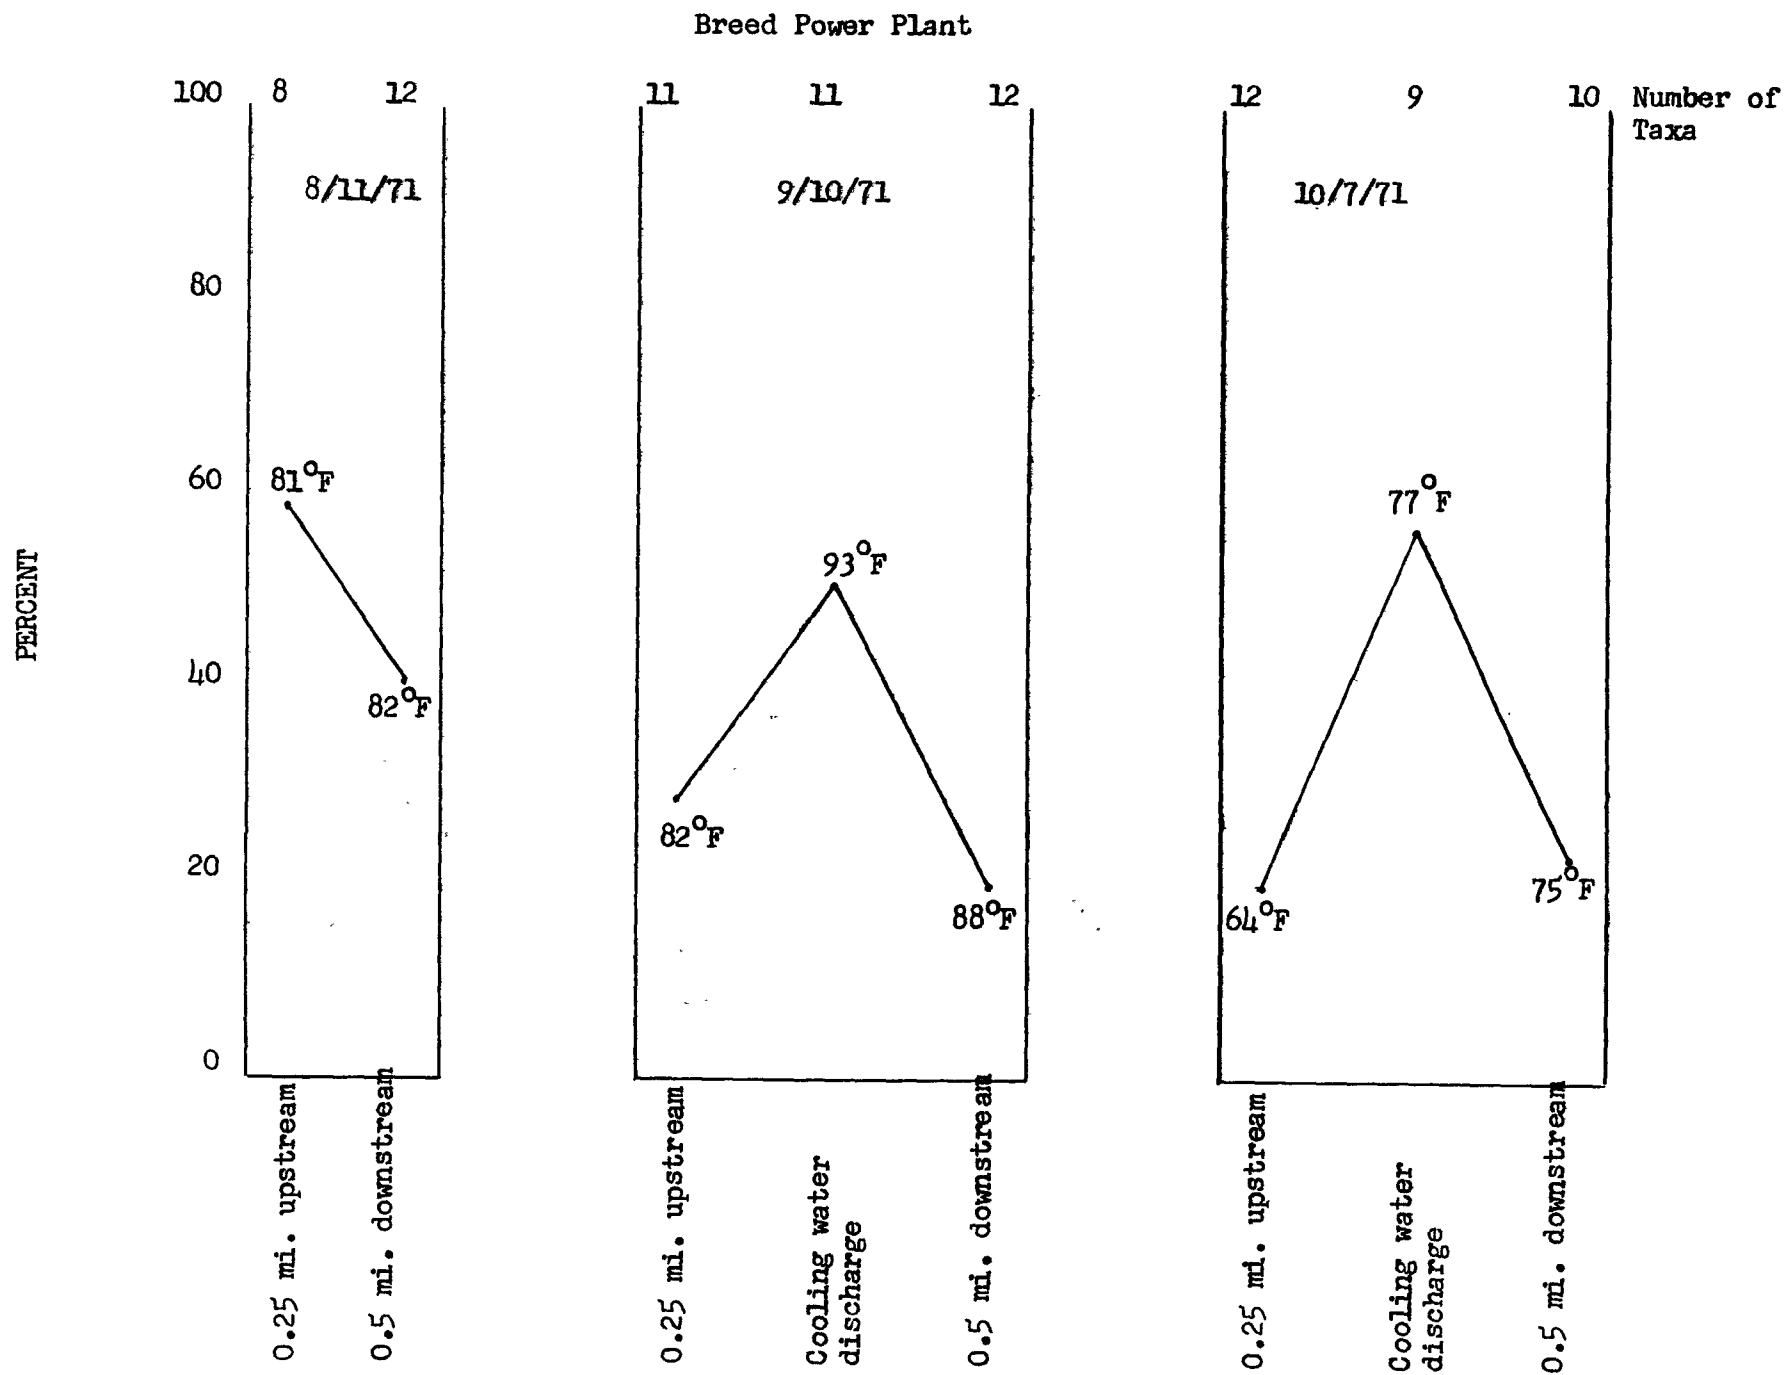 Breed Power Plant
100 8 12 11 11 12 12 9 10 Number of
Taxa
8/11/71 9/10/71 10/7/71
80
60
81°F
77°F
93°F
PERCENT
40
82°F
82°F
20
75°F
88°F
64°F
0
0.25 mi. upstream
0.5 mi. downstream
0.25 mi. upstream
Cooling water
discharge
0.5 mi. downstream
0.25 mi. upstream
Cooling water
discharge
0.5 mi. downstream